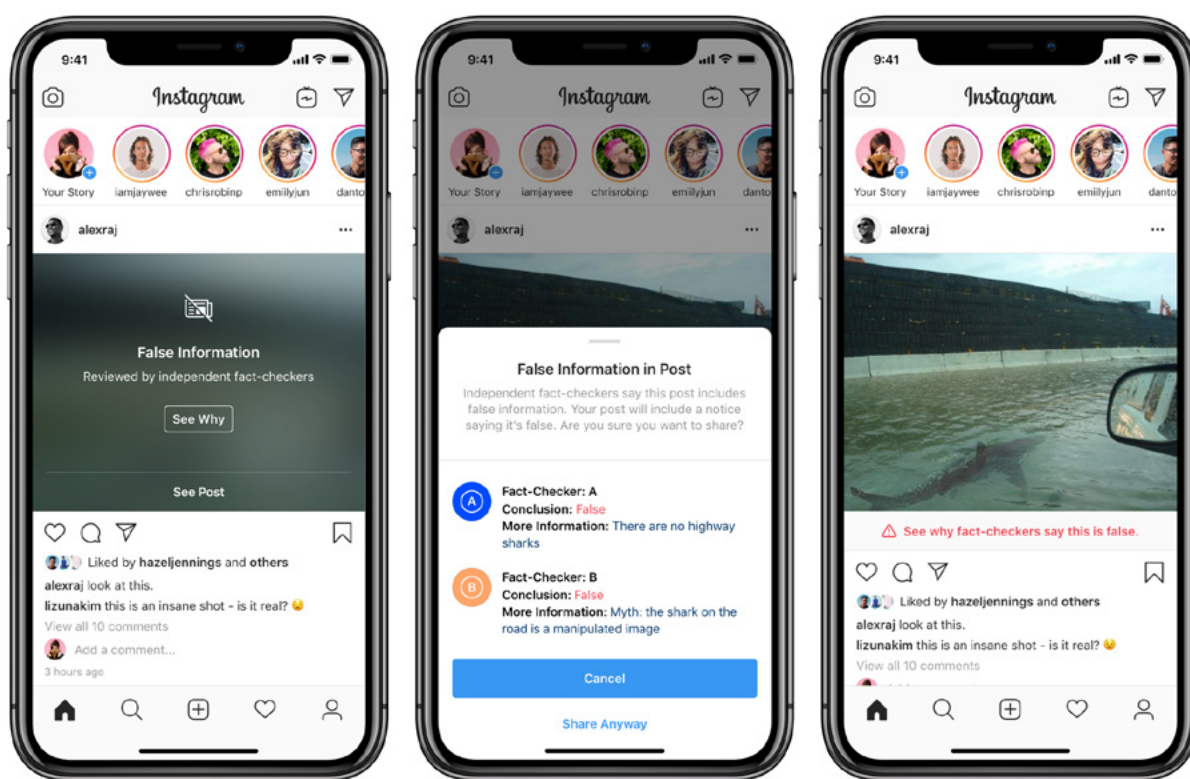 9:41
Instagram
Your Story
iamjaywee
chrisrobinp
emiilyjun
danto
alexraj
False Information
Reviewed by independent fact-checkers
See Why
See Post
Liked by hazeljennings and others
alexraj look at this.
lizunakim this is an insane shot - is it real? 😉
View all 10 comments
Add a comment...
3 hours ago
9:41
Instagram
Your Story
iamjaywee
chrisrobinp
emiilyjun
danto
alexraj
False Information in Post
Independent fact-checkers say this post includes
false information. Your post will include a notice
saying it's false. Are you sure you want to share?
A
Fact-Checker: A
Conclusion: False
More Information: There are no highway
sharks
B
Fact-Checker: B
Conclusion: False
More Information: Myth: the shark on the
road is a manipulated image
Cancel
Share Anyway
9:41
Instagram
Your Story
iamjaywee
chrisrobinp
emiilyjun
danto
alexraj
See why fact-checkers say this is false.
Liked by hazeljennings and others
alexraj look at this.
lizunakim this is an insane shot - is it real? 😉
View all 10 comments